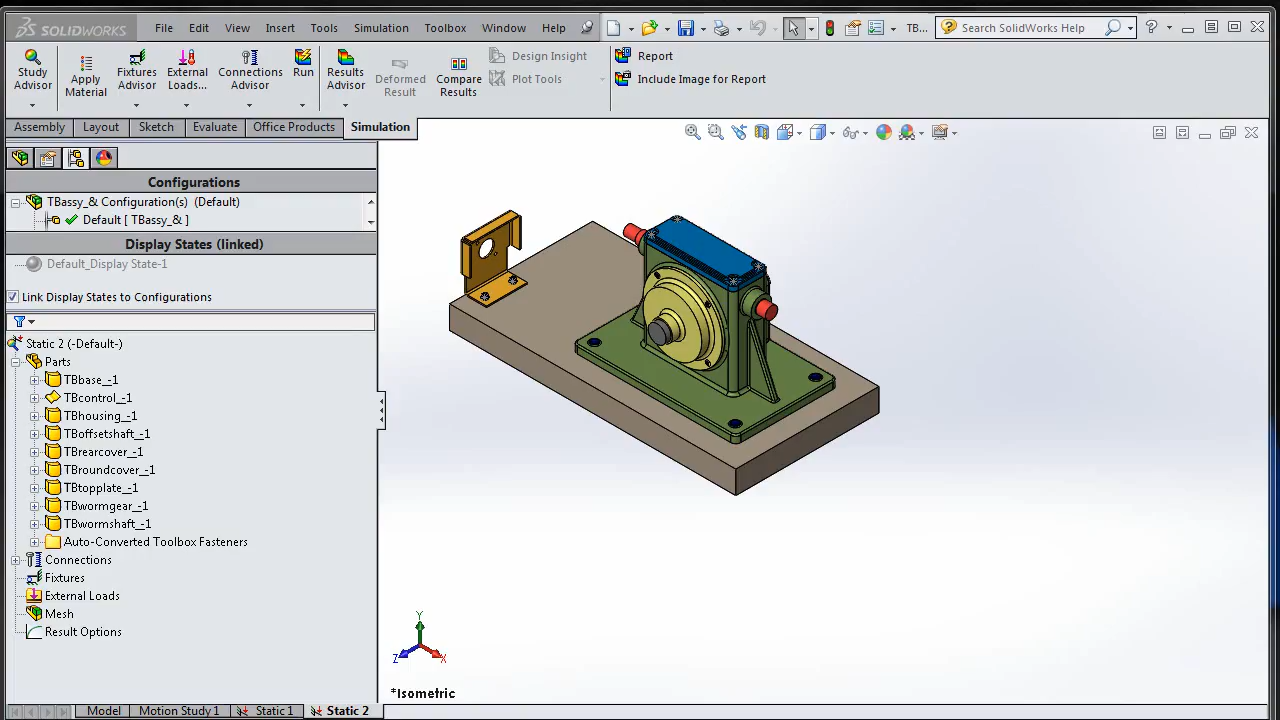 SOLIDWORKS File Edit View Insert Tools Simulation Toolbox Window Help TB... Search SolidWorks Help
Study Advisor
Apply Material
Fixtures Advisor
External Loads...
Connections Advisor
Run
Results Advisor
Deformed Result
Compare Results
Design Insight
Plot Tools
Report
Include Image for Report
Assembly Layout Sketch Evaluate Office Products Simulation
Configurations
TBassy_& Configuration(s) (Default)
Default [ TBassy_& ]
Display States (linked)
Default_Display State-1
Link Display States to Configurations
Static 2 (-Default-)
Parts
TBbase_-1
TBcontrol_-1
TBhousing_-1
TBoffsetshaft_-1
TBrearcover_-1
TBroundcover_-1
TBtopplate_-1
TBwormgear_-1
TBwormshaft_-1
Auto-Converted Toolbox Fasteners
Connections
Fixtures
External Loads
Mesh
Result Options
Y
Z
X
*Isometric
Model Motion Study 1 Static 1 Static 2